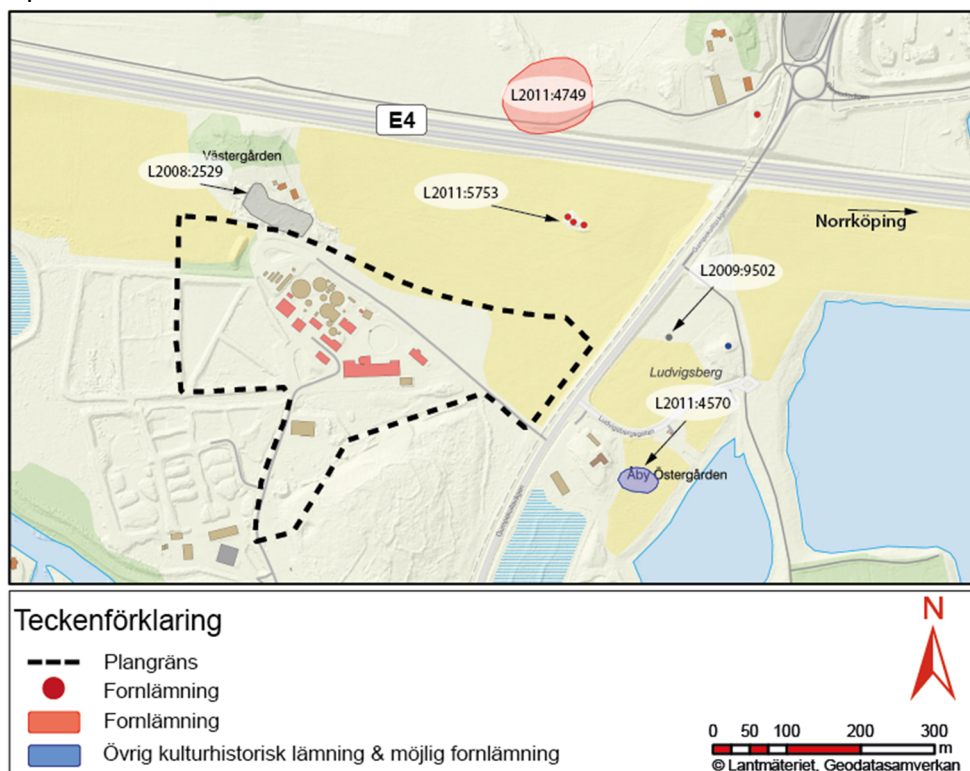 L2011:4749
E4
Västergården
L2008:2529
L2011:5753
Norrköping
L2009:9502
Ludvigsberg
L2011:4570
Åby Östergården
Teckenförklaring
Plangräns
Fornlämning
Fornlämning
Övrig kulturhistorisk lämning & möjlig fornlämning
N
0 50 100 200 300
m
© Lantmäteriet, Geodatasamverkan